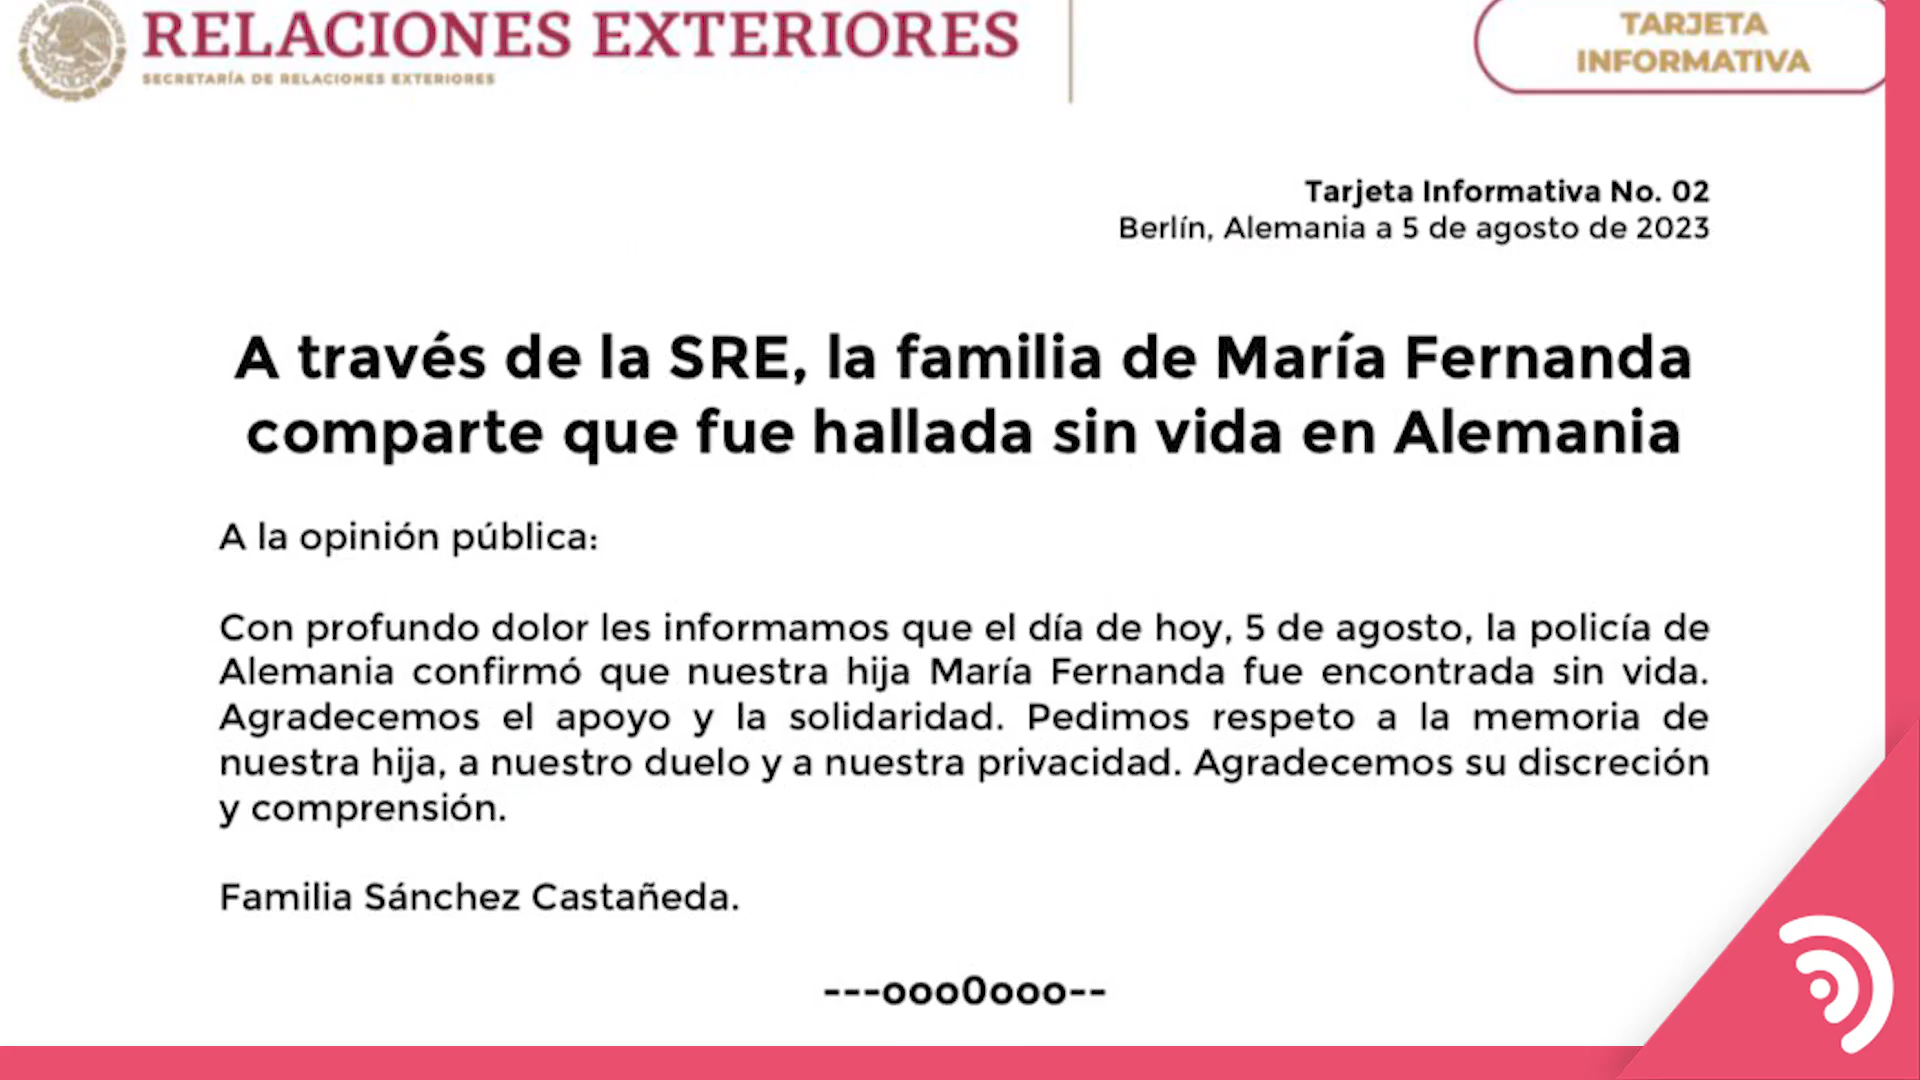 RELACIONES EXTERIORES
SECRETARÍA DE RELACIONES EXTERIORES
TARJETA
INFORMATIVA
Tarjeta Informativa No. 02
Berlín, Alemania a 5 de agosto de 2023
A través de la SRE, la familia de María Fernanda
comparte que fue hallada sin vida en Alemania
A la opinión pública:
Con profundo dolor les informamos que el día de hoy, 5 de agosto, la policía de
Alemania confirmó que nuestra hija María Fernanda fue encontrada sin vida.
Agradecemos el apoyo y la solidaridad. Pedimos respeto a la memoria de
nuestra hija, a nuestro duelo y a nuestra privacidad. Agradecemos su discreción
y comprensión.
Familia Sánchez Castañeda.
---ooo0ooo--